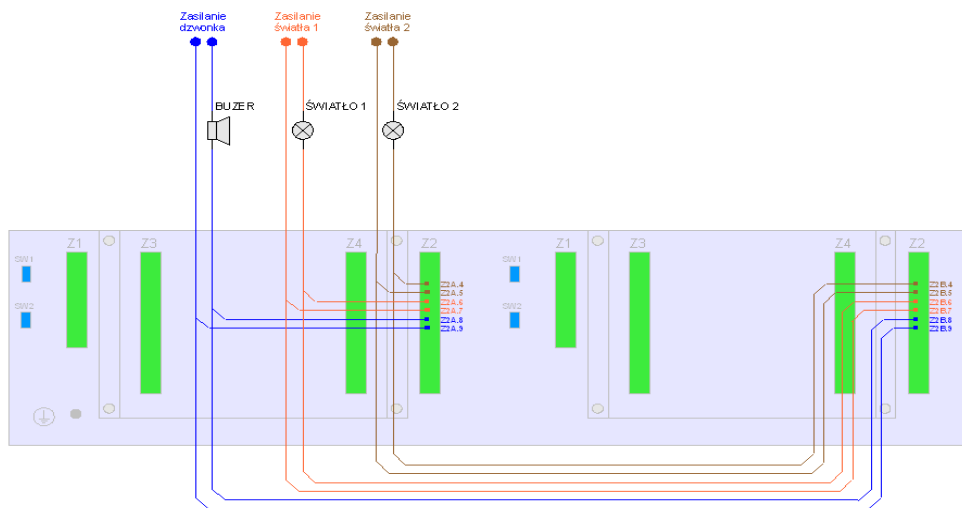 Zasilanie
dzwonka
Zasilanie
światła 1
Zasilanie
światła 2
BUZER
ŚWIATŁO 1
ŚWIATŁO 2
Z1
Z3
Z4
Z2
Z1
Z3
Z4
Z2
SW1
SW1
SW2
SW2
Z2A.4
Z2A.5
Z2A.6
Z2A.7
Z2A.8
Z2A.9
Z2B.4
Z2B.5
Z2B.6
Z2B.7
Z2B.8
Z2B.9